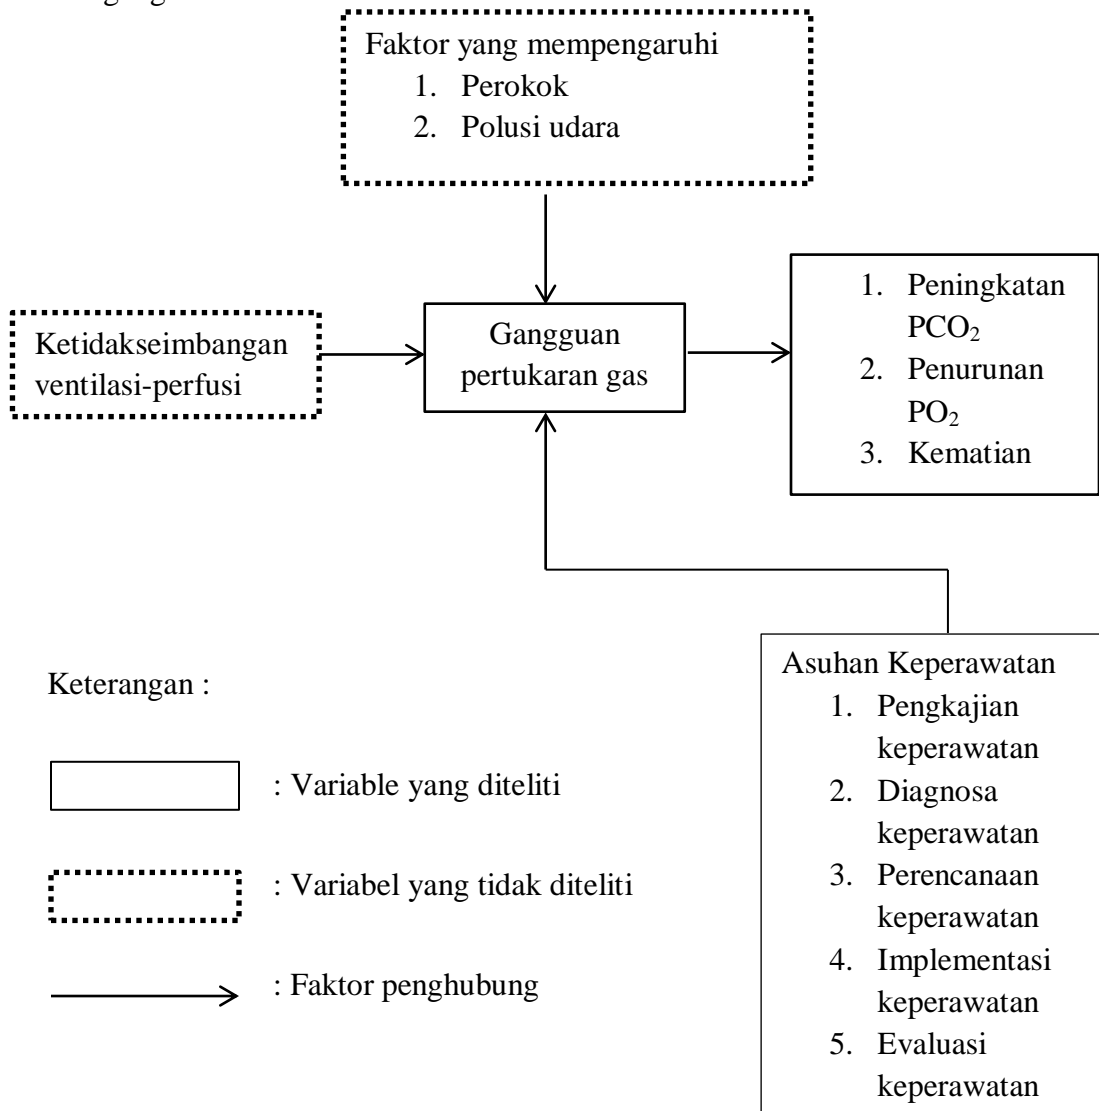 Faktor yang mempengaruhi
1. Perokok
2. Polusi udara
Ketidakseimbangan
ventilasi-perfusi
Gangguan
pertukaran gas
1. Peningkatan
PCO₂
2. Penurunan
PO₂
3. Kematian
Asuhan Keperawatan
1. Pengkajian
keperawatan
2. Diagnosa
keperawatan
3. Perencanaan
keperawatan
4. Implementasi
keperawatan
5. Evaluasi
keperawatan
Keterangan :
: Variable yang diteliti
: Variabel yang tidak diteliti
: Faktor penghubung